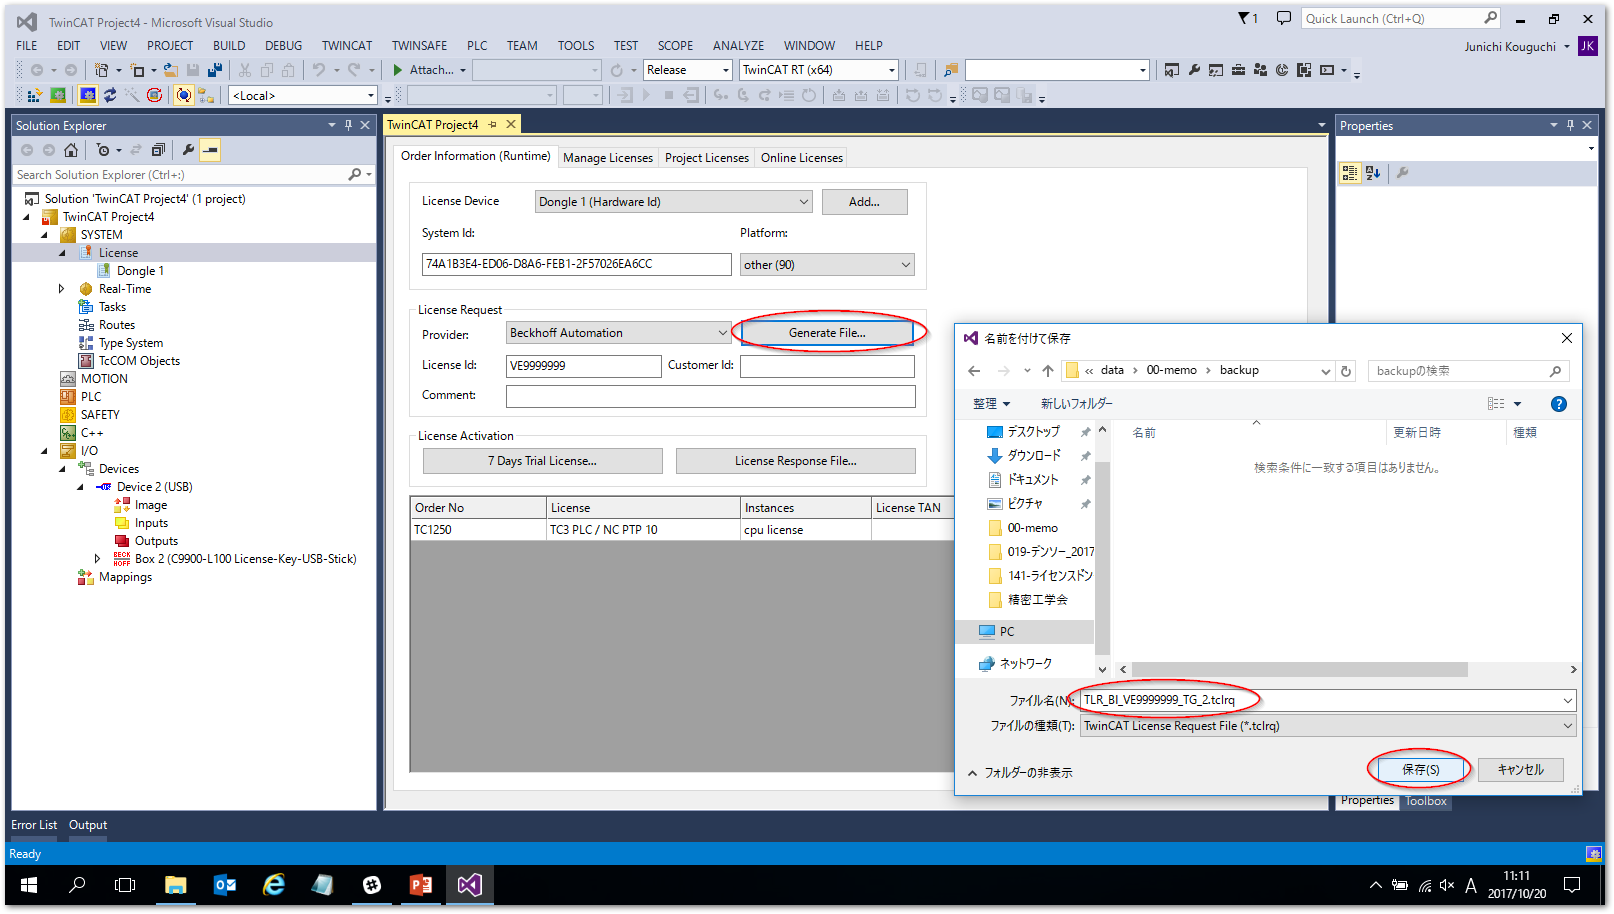 TwinCAT Project4 - Microsoft Visual Studio
1
Quick Launch (Ctrl+Q)
FILE EDIT VIEW PROJECT BUILD DEBUG TWINCAT TWINSAFE PLC TEAM TOOLS TEST SCOPE ANALYZE WINDOW HELP
Junichi Kouguchi JK
Attach... Release TwinCAT RT (x64)
<Local>
Solution Explorer
Search Solution Explorer (Ctrl+:)
Solution 'TwinCAT Project4' (1 project)
TwinCAT Project4
SYSTEM
License
Dongle 1
Real-Time
Tasks
Routes
Type System
TcCOM Objects
MOTION
PLC
SAFETY
C++
I/O
Devices
Device 2 (USB)
Image
Inputs
Outputs
BECKHOFF Box 2 (C9900-L100 License-Key-USB-Stick)
Mappings
TwinCAT Project4
Order Information (Runtime) Manage Licenses Project Licenses Online Licenses
License Device Dongle 1 (Hardware Id) Add...
System Id: Platform:
74A1B3E4-ED06-D8A6-FEB1-2F57026EA6CC other (90)
License Request
Provider: Beckhoff Automation Generate File...
License Id: VE9999999 Customer Id:
Comment:
License Activation
7 Days Trial License... License Response File...
Order No License Instances License TAN
TC1250 TC3 PLC / NC PTP 10 cpu license
Properties
名前を付けて保存
« data › 00-memo › backup backupの検索
整理 新しいフォルダー
デスクトップ
ダウンロード
ドキュメント
ピクチャ
00-memo
019-デンソー_2017
141-ライセンスドン
精密工学会
PC
ネットワーク
名前 更新日時 種類
検索条件に一致する項目はありません。
ファイル名(N): TLR_BI_VE9999999_TG_2.tclrq
ファイルの種類(T): TwinCAT License Request File (*.tclrq)
フォルダーの非表示 保存(S) キャンセル
Properties Toolbox
Error List Output
Ready
A 11:11
2017/10/20